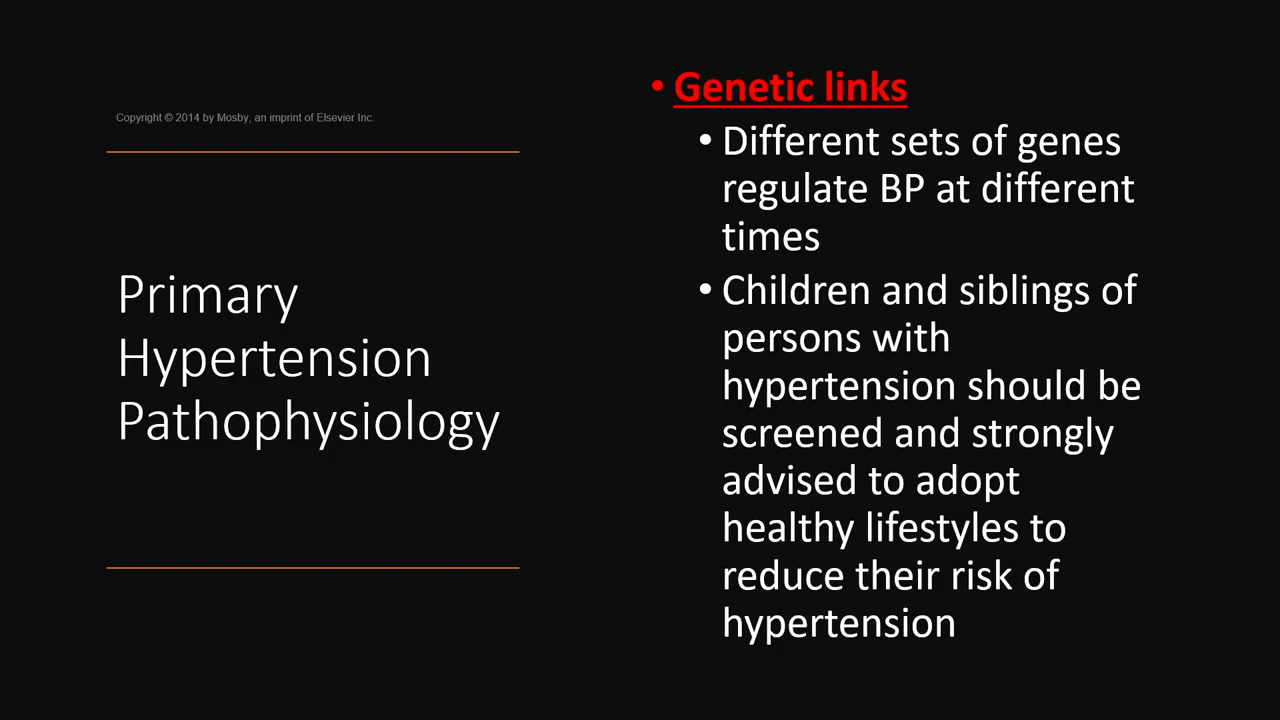 Copyright © 2014 by Mosby, an imprint of Elsevier Inc.
Primary
Hypertension
Pathophysiology
• Genetic links
• Different sets of genes
regulate BP at different
times
• Children and siblings of
persons with
hypertension should be
screened and strongly
advised to adopt
healthy lifestyles to
reduce their risk of
hypertension